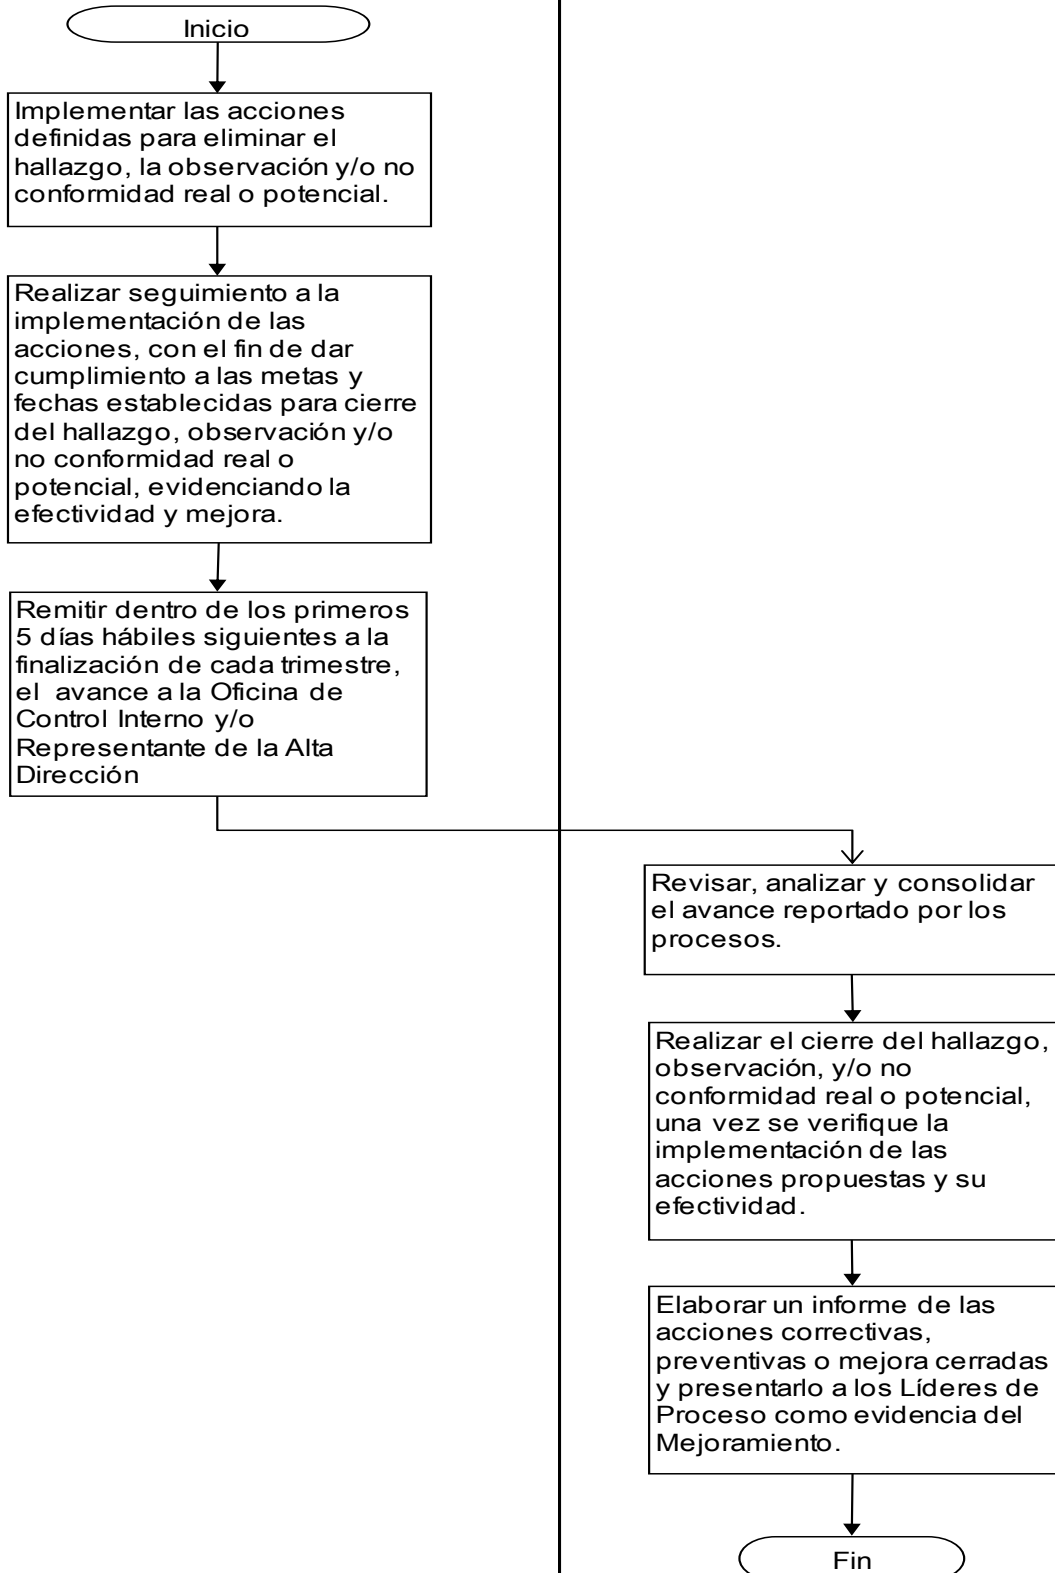 Inicio
Implementar las acciones
definidas para eliminar el
hallazgo, la observación y/o no
conformidad real o potencial.
Realizar seguimiento a la
implementación de las
acciones, con el fin de dar
cumplimiento a las metas y
fechas establecidas para cierre
del hallazgo, observación y/o
no conformidad real o
potencial, evidenciando la
efectividad y mejora.
Remitir dentro de los primeros
5 días hábiles siguientes a la
finalización de cada trimestre,
el avance a la Oficina de
Control Interno y/o
Representante de la Alta
Dirección
Revisar, analizar y consolidar
el avance reportado por los
procesos.
Realizar el cierre del hallazgo,
observación, y/o no
conformidad real o potencial,
una vez se verifique la
implementación de las
acciones propuestas y su
efectividad.
Elaborar un informe de las
acciones correctivas,
preventivas o mejora cerradas
y presentarlo a los Líderes de
Proceso como evidencia del
Mejoramiento.
Fin